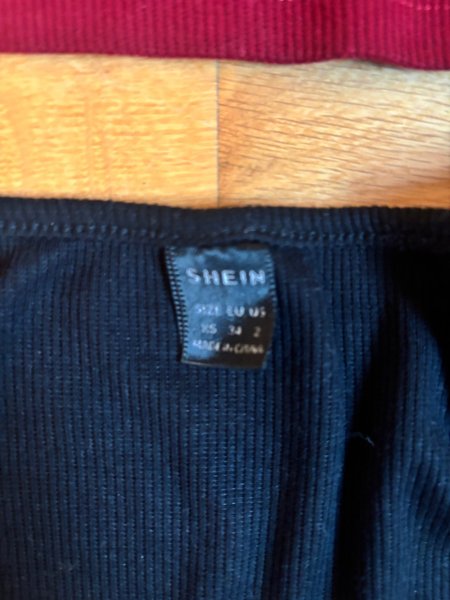 SHEIN
SIZE EU US
XS 34 2
MADE IN CHINA